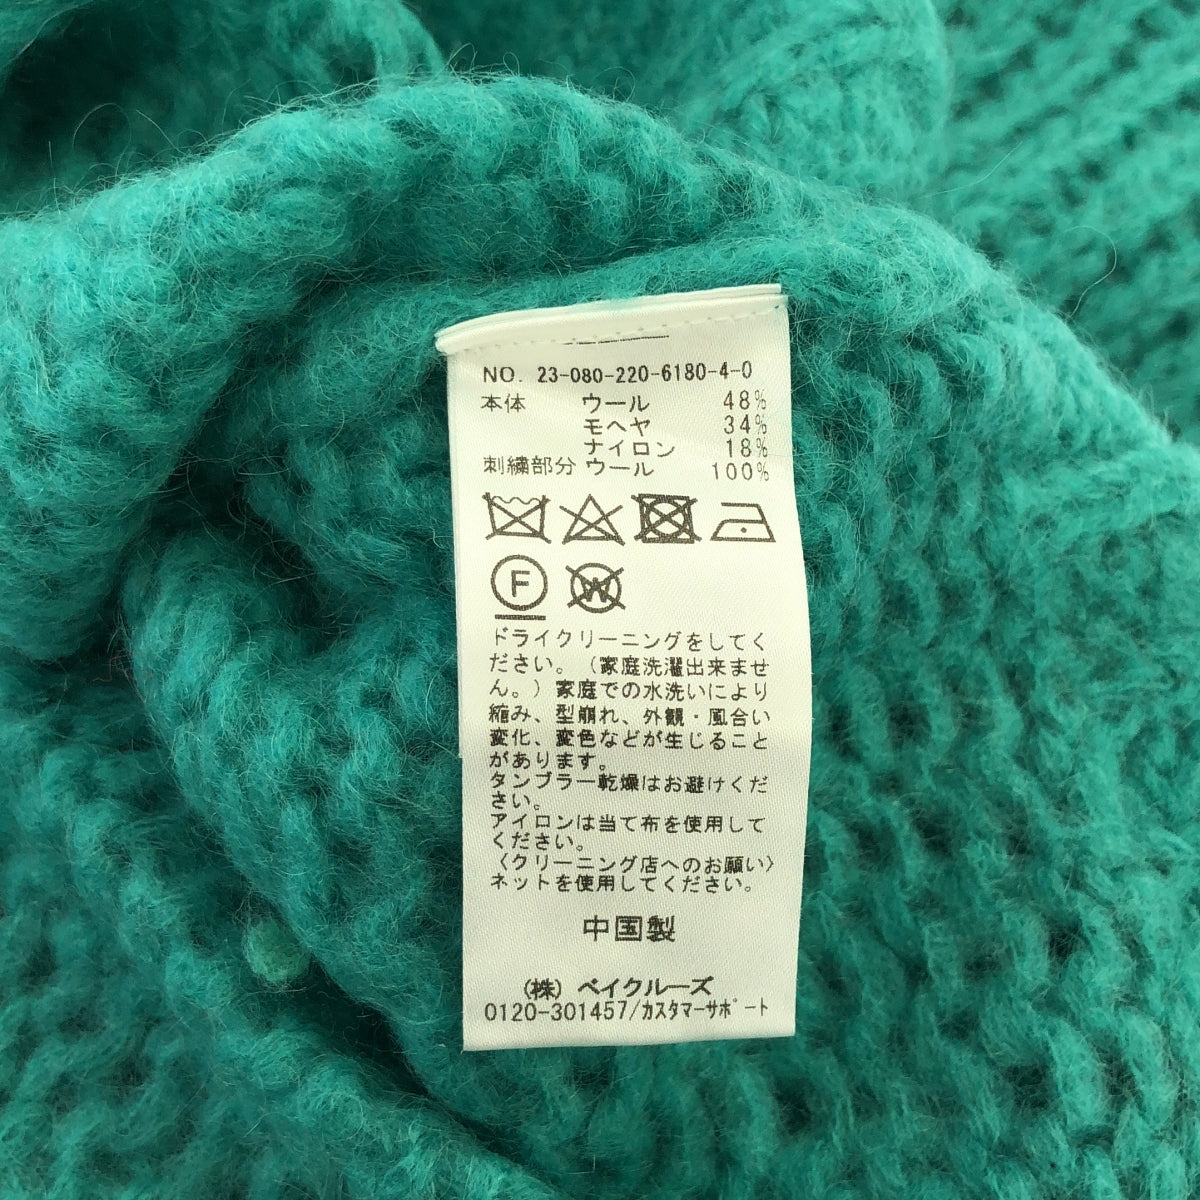 NO. 23-080-220-6180-4-0
本体 ウール 48%
モヘヤ 34%
ナイロン 18%
刺繍部分 ウール 100%
F
W
ドライクリーニングをしてく
ださい。（家庭洗濯出来ませ
ん。）家庭での水洗いにより
縮み、型崩れ、外観・風合い
変化、変色などが生じること
があります。
タンブラー乾燥はお避けくだ
さい。
アイロンは当て布を使用して
ください。
〈クリーニング店へのお願い〉
ネットを使用してください。
中国製
（株）ベイクルーズ
0120-301457/ｶｽﾀﾏｰｻﾎﾟｰﾄ